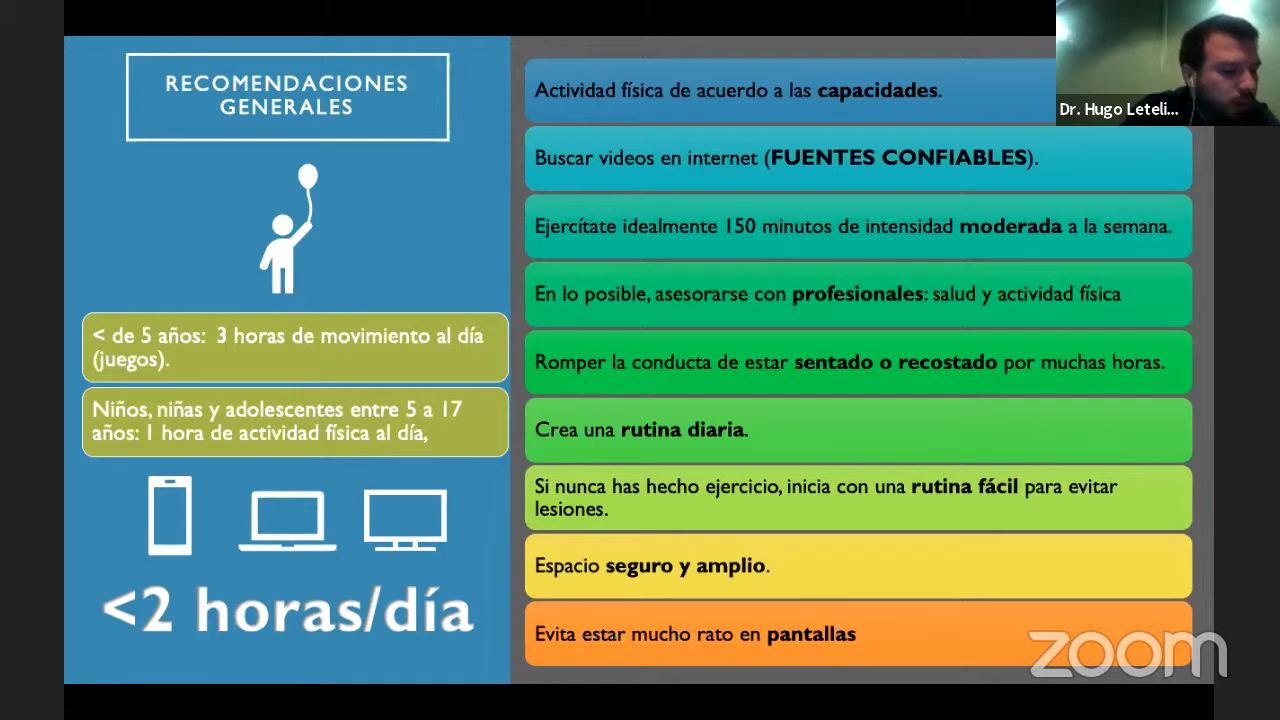 RECOMENDACIONES
GENERALES
< de 5 años: 3 horas de movimiento al día
(juegos).
Niños, niñas y adolescentes entre 5 a 17
años: 1 hora de actividad física al día,
<2 horas/día
Actividad física de acuerdo a las capacidades.
Buscar videos en internet (FUENTES CONFIABLES).
Ejercítate idealmente 150 minutos de intensidad moderada a la semana.
En lo posible, asesorarse con profesionales: salud y actividad física
Romper la conducta de estar sentado o recostado por muchas horas.
Crea una rutina diaria.
Si nunca has hecho ejercicio, inicia con una rutina fácil para evitar
lesiones.
Espacio seguro y amplio.
Evita estar mucho rato en pantallas
Dr. Hugo Leteli...
zoom